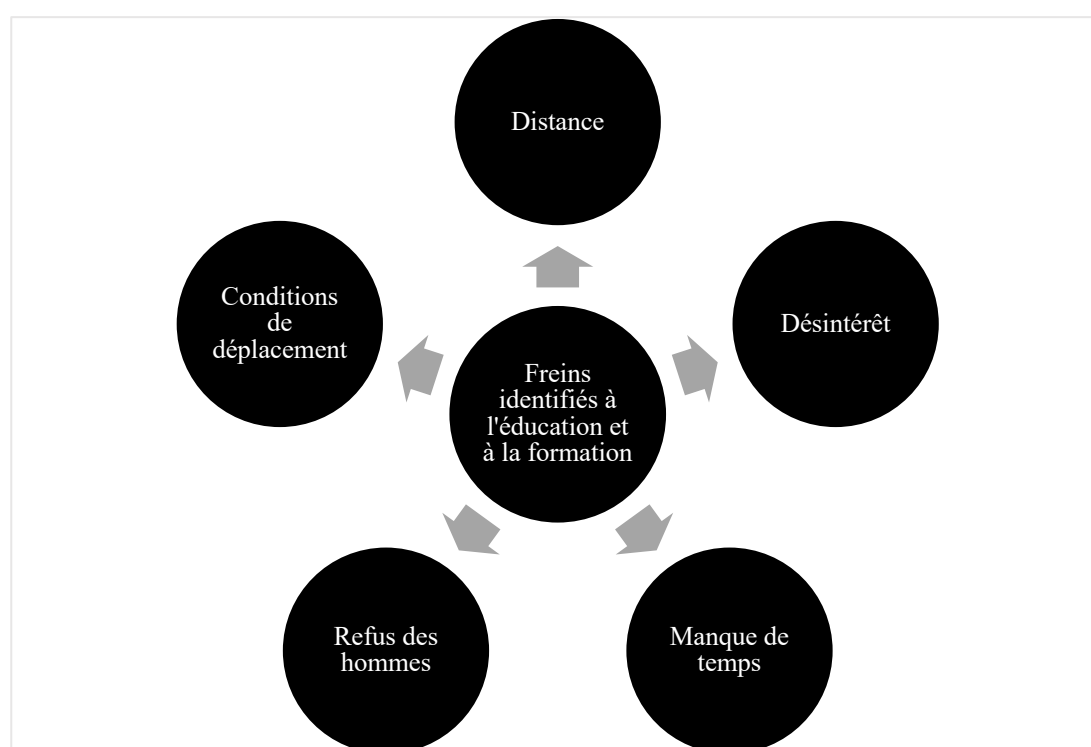 Distance
Désintérêt
Manque de
temps
Refus des
hommes
Conditions
de
déplacement
Freins
identifiés à
l'éducation et
à la formation